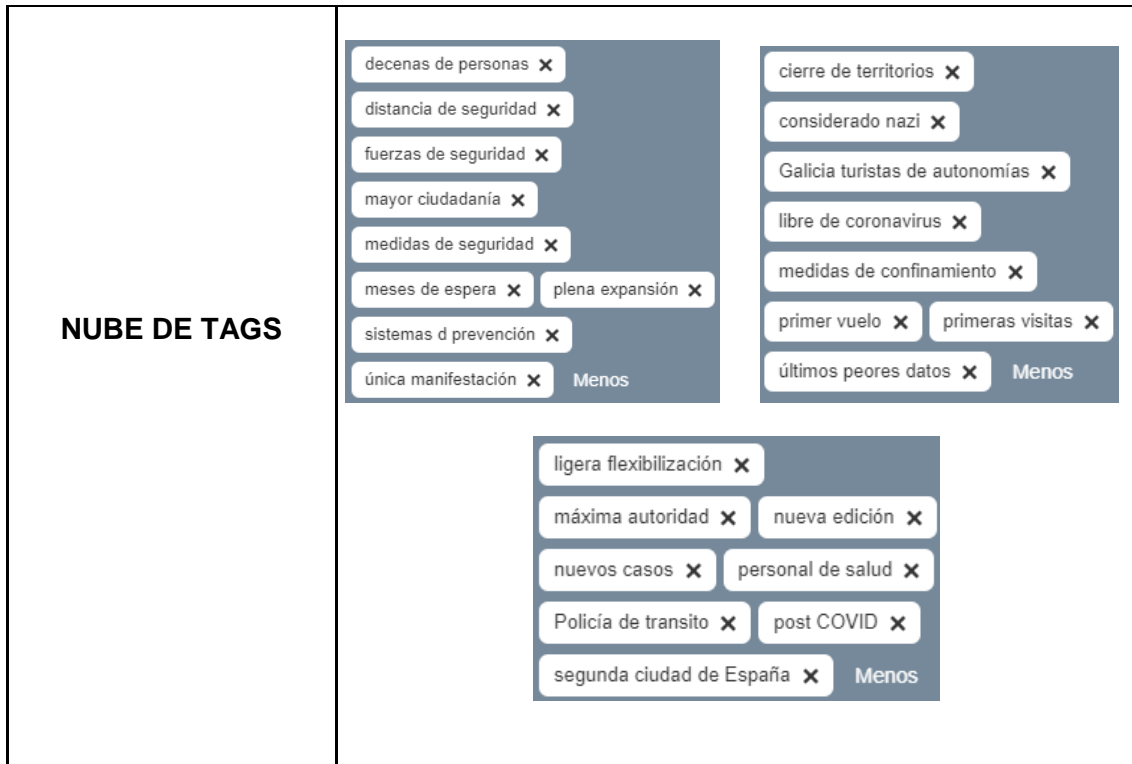 NUBE DE TAGS
decenas de personas ×
distancia de seguridad ×
fuerzas de seguridad ×
mayor ciudadanía ×
medidas de seguridad ×
meses de espera × plena expansión ×
sistemas d prevención ×
única manifestación × Menos
cierre de territorios ×
considerado nazi ×
Galicia turistas de autonomías ×
libre de coronavirus ×
medidas de confinamiento ×
primer vuelo × primeras visitas ×
últimos peores datos × Menos
ligera flexibilización ×
máxima autoridad × nueva edición ×
nuevos casos × personal de salud ×
Policía de transito × post COVID ×
segunda ciudad de España × Menos